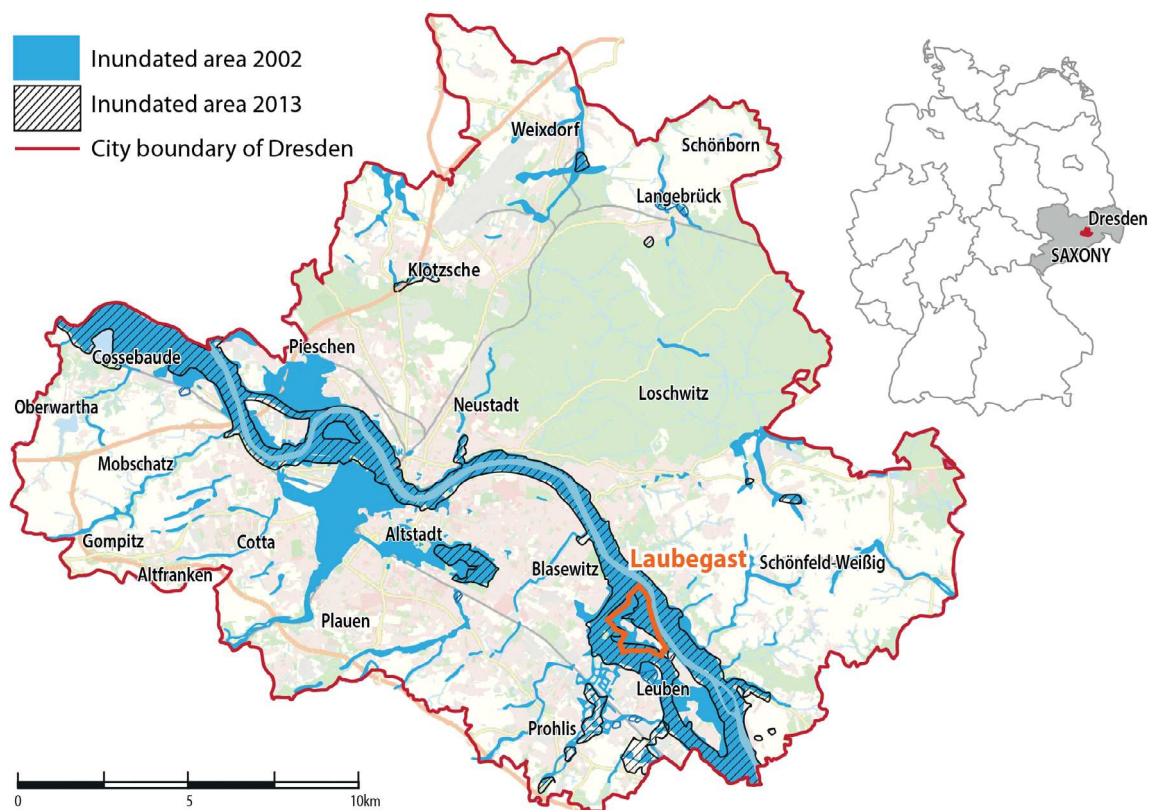 Inundated area 2002
Inundated area 2013
City boundary of Dresden
Weixdorf
Schönborn
Langebrück
Klotzsche
Dresden
SAXONY
Pieschen
Cossebaude
Oberwartha
Neustadt
Loschwitz
Mobschatz
Gompitz
Cotta
Altstadt
Altfranken
Blasewitz
Laubegast
Schönfeld-Weißig
Plauen
Leuben
Prohlis
0 5 10km